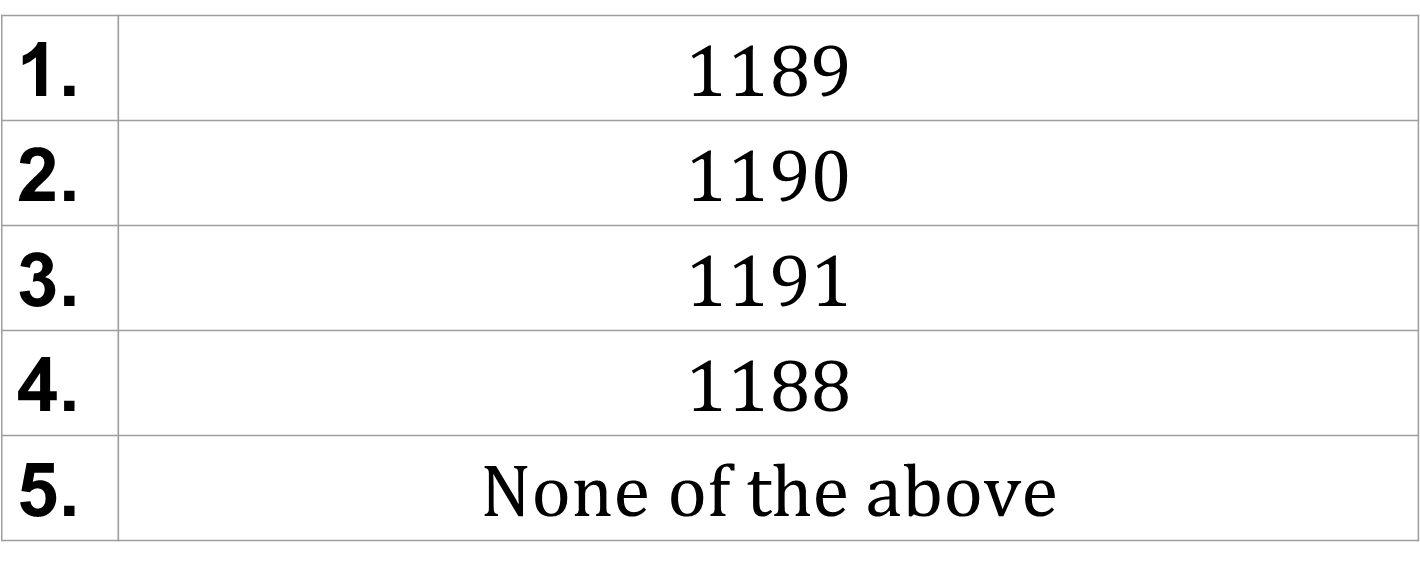 1. 1189
2. 1190
3. 1191
4. 1188
5. None of the above